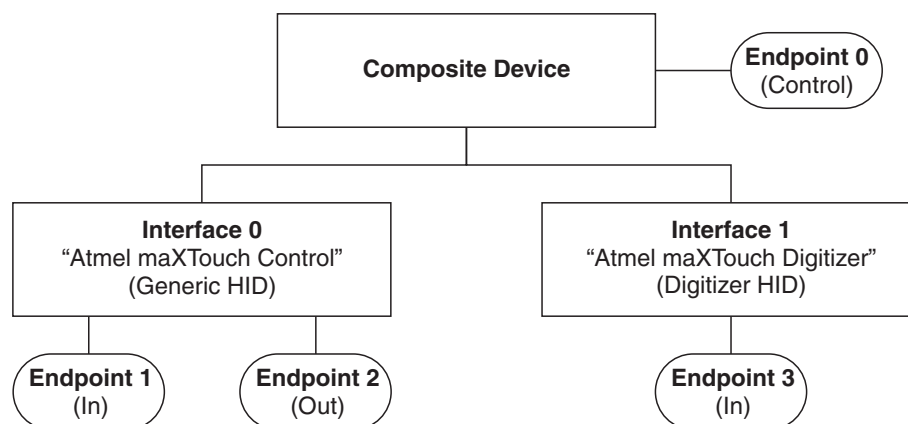 Composite Device
Endpoint 0
(Control)
Interface 0
“Atmel maXTouch Control”
(Generic HID)
Interface 1
“Atmel maXTouch Digitizer”
(Digitizer HID)
Endpoint 1
(In)
Endpoint 2
(Out)
Endpoint 3
(In)